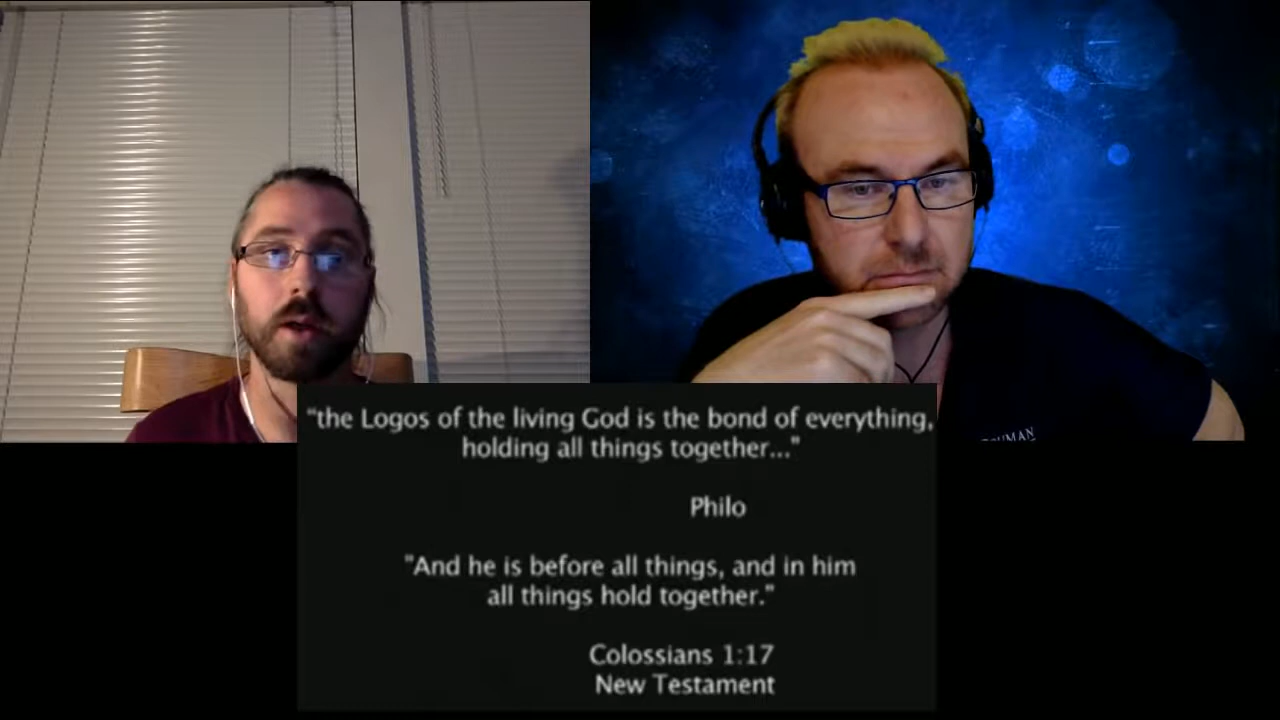 "the Logos of the living God is the bond of everything,
holding all things together..."
Philo
"And he is before all things, and in him
all things hold together."
Colossians 1:17
New Testament